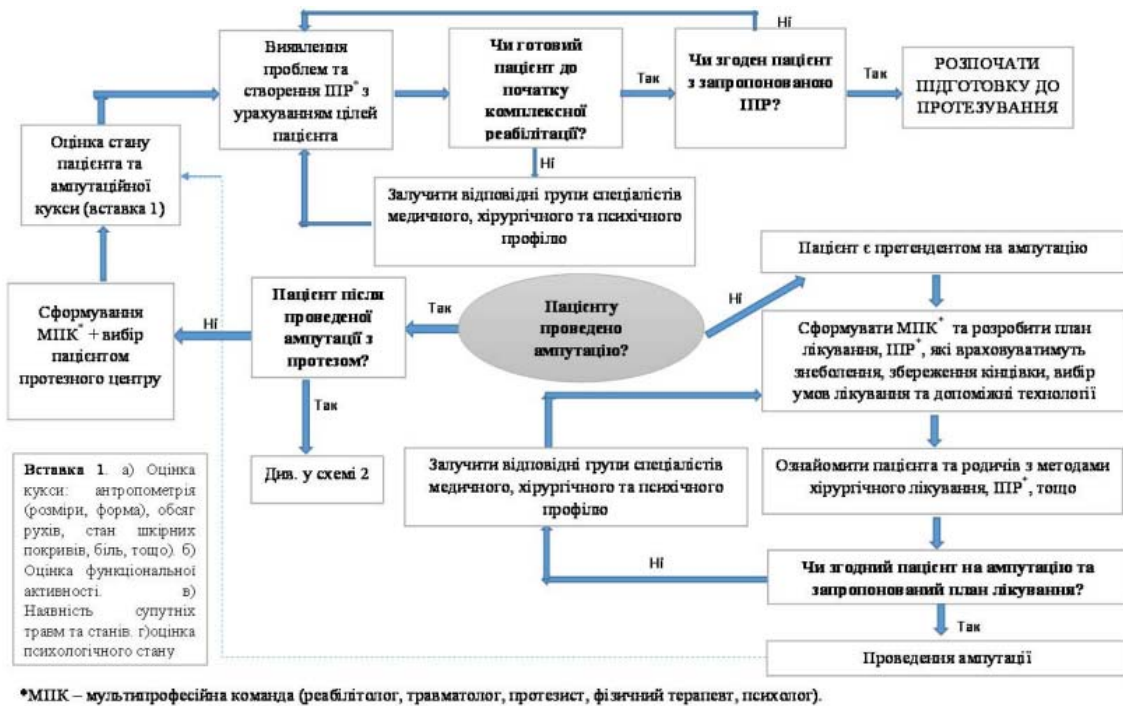 Ні
Виявлення
проблем та
створення ІПР* з
урахуванням цілей
пацієнта
Чи готовий
пацієнт до
початку
комплексної
реабілітації?
Так
Чи згоден пацієнт
з запропонованою
ІПР?
Так
РОЗПОЧАТИ
ПІДГОТОВКУ ДО
ПРОТЕЗУВАННЯ
Оцінка стану
пацієнта та
ампутаційної
кукси (вставка 1)
Ні
Залучити відповідні групи спеціалістів
медичного, хірургічного та психічного
профілю
Пацієнт є претендентом на ампутацію
Сформування
МПК* + вибір
пацієнтом
протезного центру
Ні
Пацієнт після
проведеної
ампутації з
протезом?
Так
Пацієнту
проведено
ампутацію?
Ні
Сформувати МПК* та розробити план
лікування, ІПР*, які враховуватимуть
знеболення, збереження кінцівки, вибір
умов лікування та допоміжні технології
Так
Див. у схемі 2
Залучити відповідні групи спеціалістів
медичного, хірургічного та психічного
профілю
Ознайомити пацієнта та родичів з методами
хірургічного лікування, ІПР*, тощо
Ні
Чи згодний пацієнт на ампутацію та
запропонований план лікування?
Так
Проведення ампутації
Вставка 1. а) Оцінка
кукси: антропометрія
(розміри, форма), обсяг
рухів, стан шкірних
покривів, біль, тощо). б)
Оцінка функціональної
активності. в)
Наявність супутніх
травм та станів. г)оцінка
психологічного стану
*МПК – мультипрофесійна команда (реабілітолог, травматолог, протезист, фізичний терапевт, психолог).